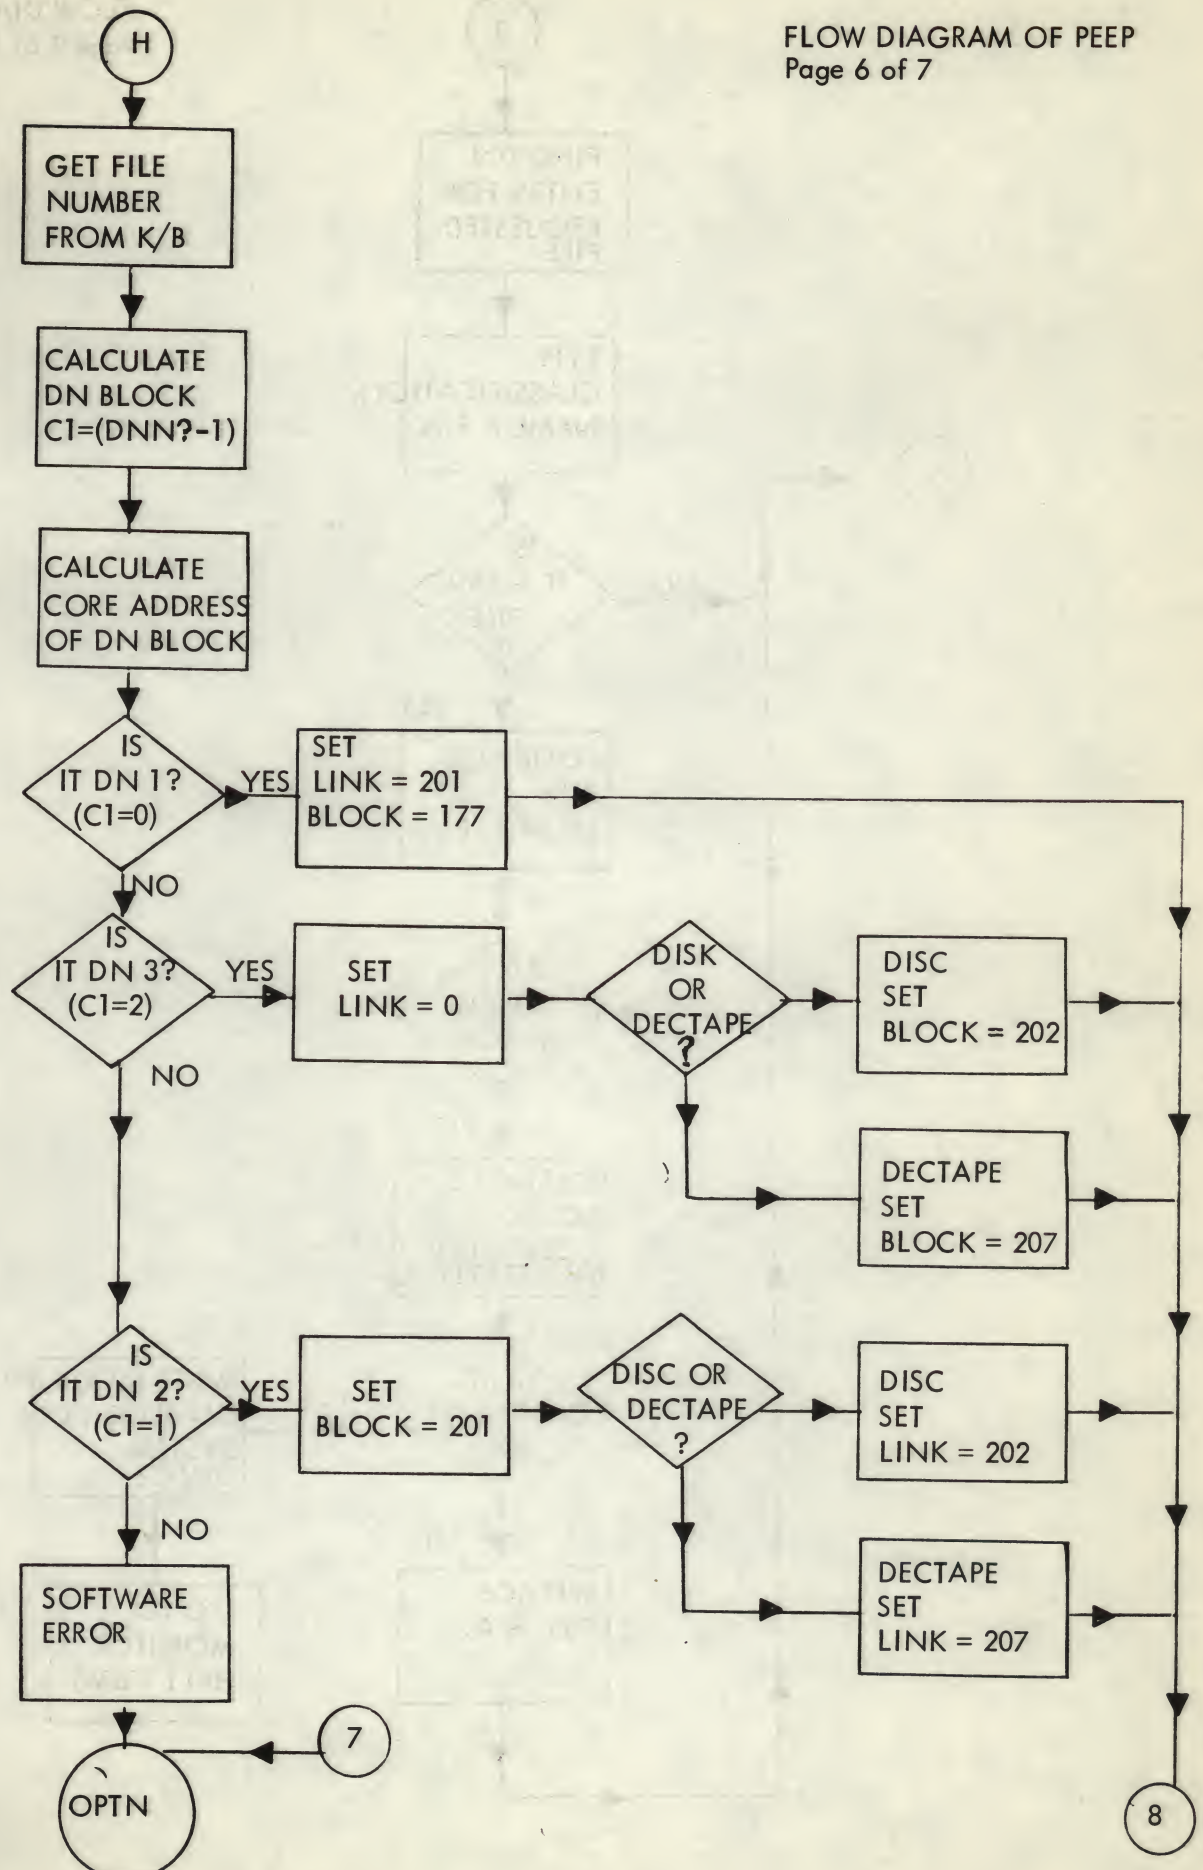 FLOW DIAGRAM OF PEEP
Page 6 of 7
H
GET FILE
NUMBER
FROM K/B
CALCULATE
DN BLOCK
C1=(DNN?-1)
CALCULATE
CORE ADDRESS
OF DN BLOCK
IS
IT DN 1?
(C1=0)
YES
SET
LINK = 201
BLOCK = 177
NO
IS
IT DN 3?
(C1=2)
YES
SET
LINK = 0
DISK
OR
DECTAPE
?
DISC
SET
BLOCK = 202
NO
DECTAPE
SET
BLOCK = 207
IS
IT DN 2?
(C1=1)
YES
SET
BLOCK = 201
DISC OR
DECTAPE
?
DISC
SET
LINK = 202
NO
DECTAPE
SET
LINK = 207
SOFTWARE
ERROR
7
OPTN
8